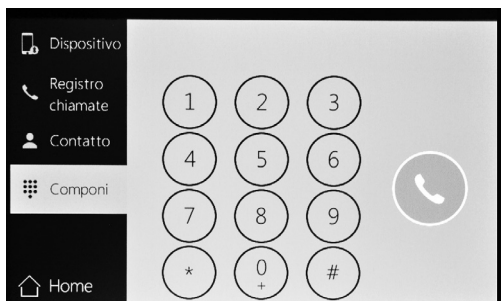 Dispositivo
Registro
chiamate
Contatto
Componi
Home
1 2 3
4 5 6
7 8 9
* 0 #
+